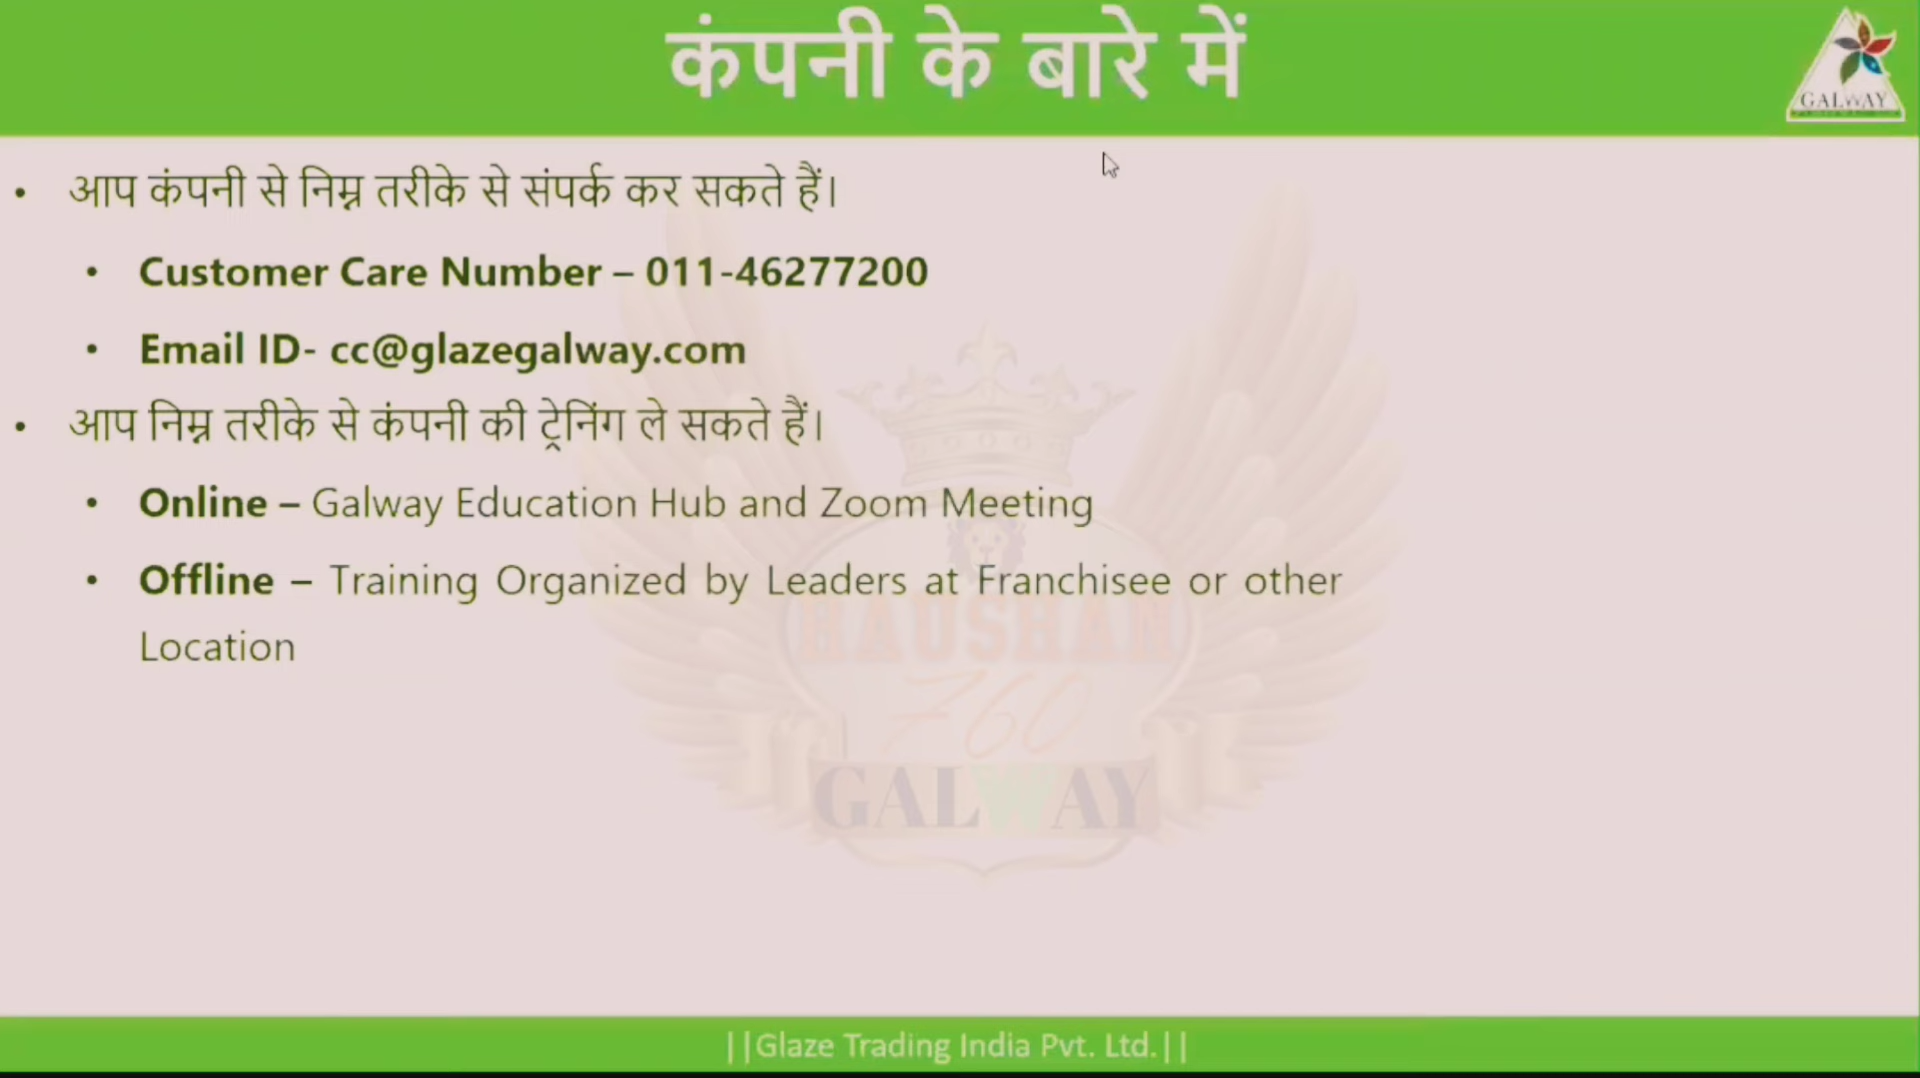 कंपनी के बारे में
GALWAY
• आप कंपनी से निम्न तरीके से संपर्क कर सकते हैं।
• Customer Care Number – 011-46277200
• Email ID- cc@glazegalway.com
• आप निम्न तरीके से कंपनी की ट्रेनिंग ले सकते हैं।
• Online – Galway Education Hub and Zoom Meeting
• Offline – Training Organized by Leaders at Franchisee or other
Location
HAUSHAN
760
GALWAY
||Glaze Trading India Pvt. Ltd.||